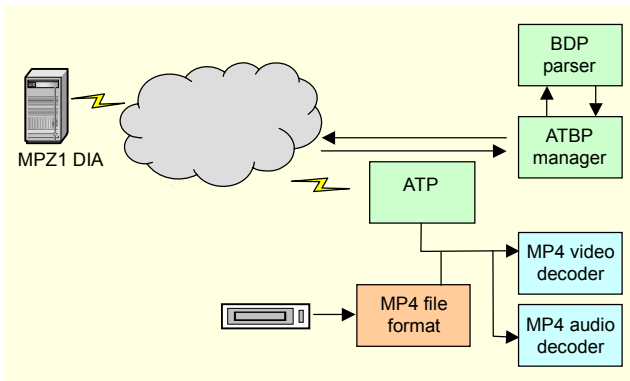 BDP
parser
MPZ1 DIA
ATBP
manager
ATP
MP4 video
decoder
MP4 file
format
MP4 audio
decoder